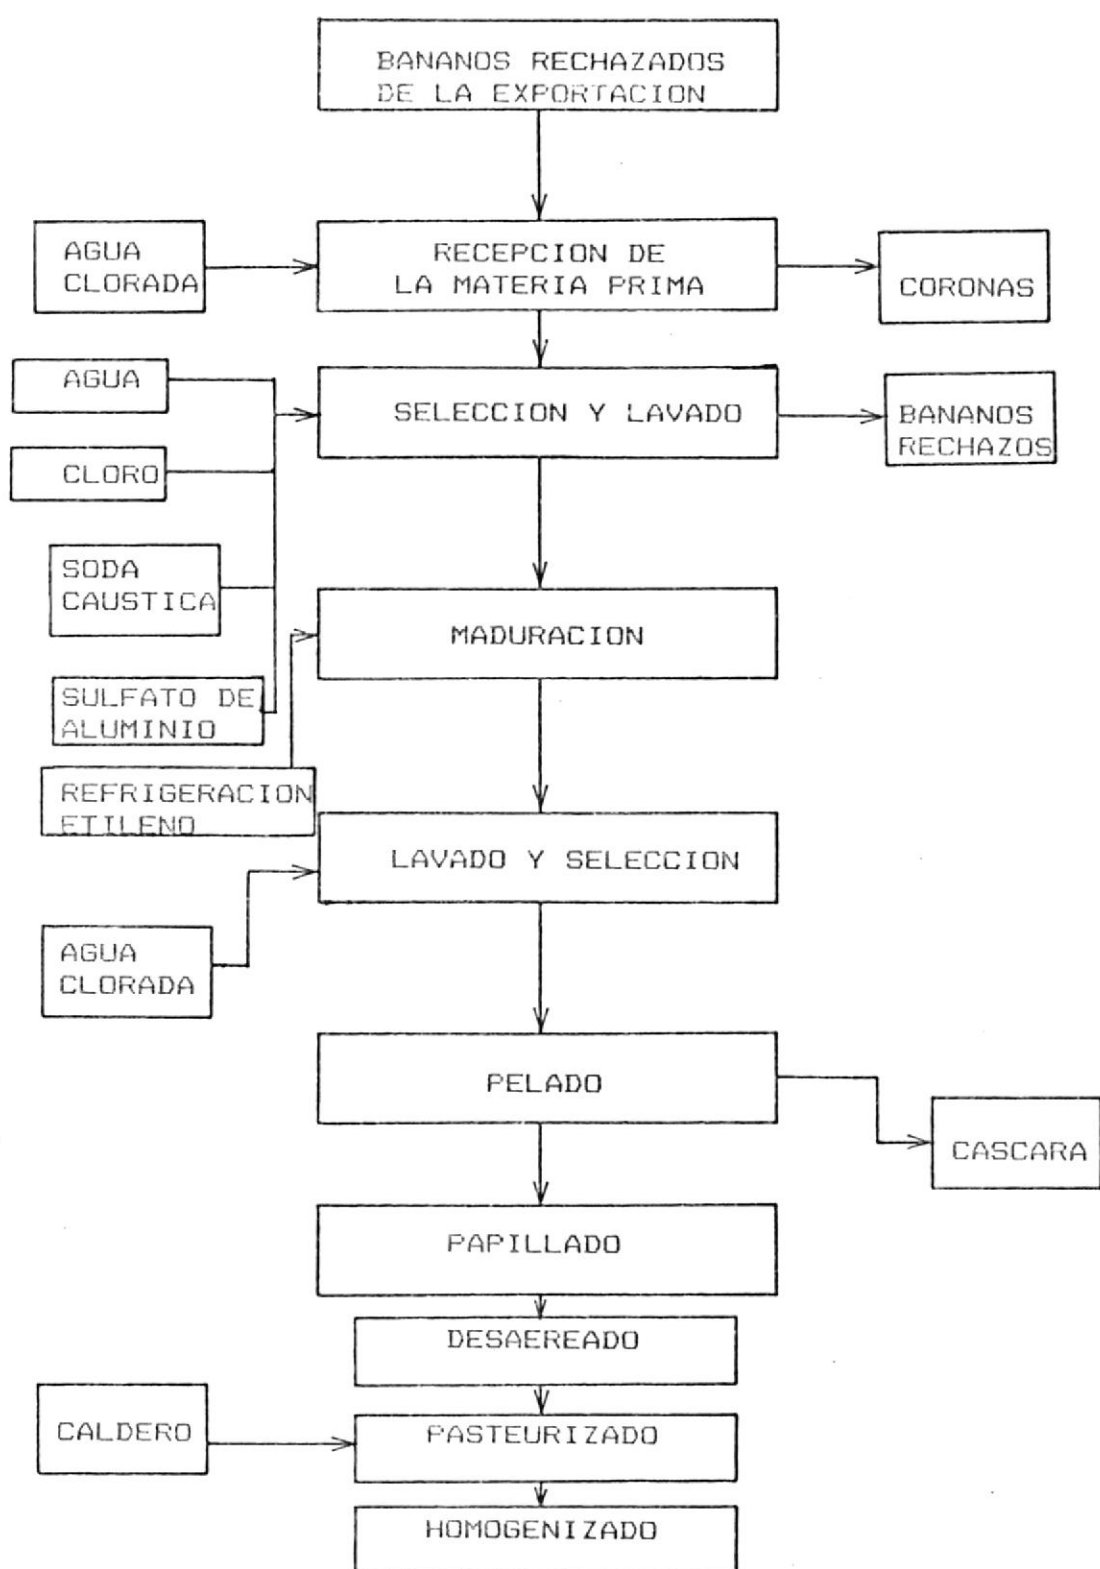 BANANOS RECHAZADOS
DE LA EXPORTACION
AGUA
CLORADA
RECEPCION DE
LA MATERIA PRIMA
CORONAS
AGUA
SELECCION Y LAVADO
BANANOS
RECHAZOS
CLORO
SODA
CAUSTICA
MADURACION
SULFATO DE
ALUMINIO
REFRIGERACION
ETILENO
LAVADO Y SELECCION
AGUA
CLORADA
PELADO
CASCARA
PAPILLADO
DESAEREADO
CALDERO
PASTEURIZADO
HOMOGENIZADO